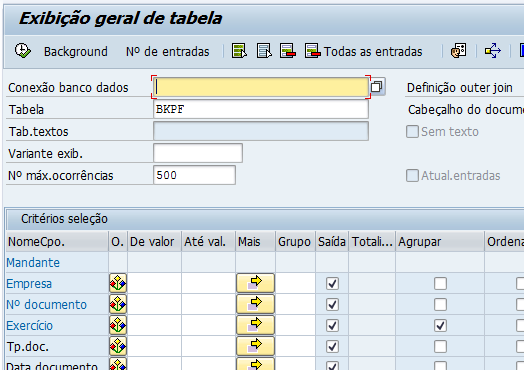 Exibição geral de tabela
Background Nº de entradas Todas as entradas
Conexão banco dados Definição outer join
Tabela BKPF Cabeçalho do docume
Tab.textos Sem texto
Variante exib.
Nº máx.ocorrências 500 Atual.entradas
Critérios seleção
NomeCpo. O. De valor Até val. Mais Grupo Saída Totali... Agrupar Ordena
Mandante
Empresa
Nº documento
Exercício
Tp.doc.
Data documento